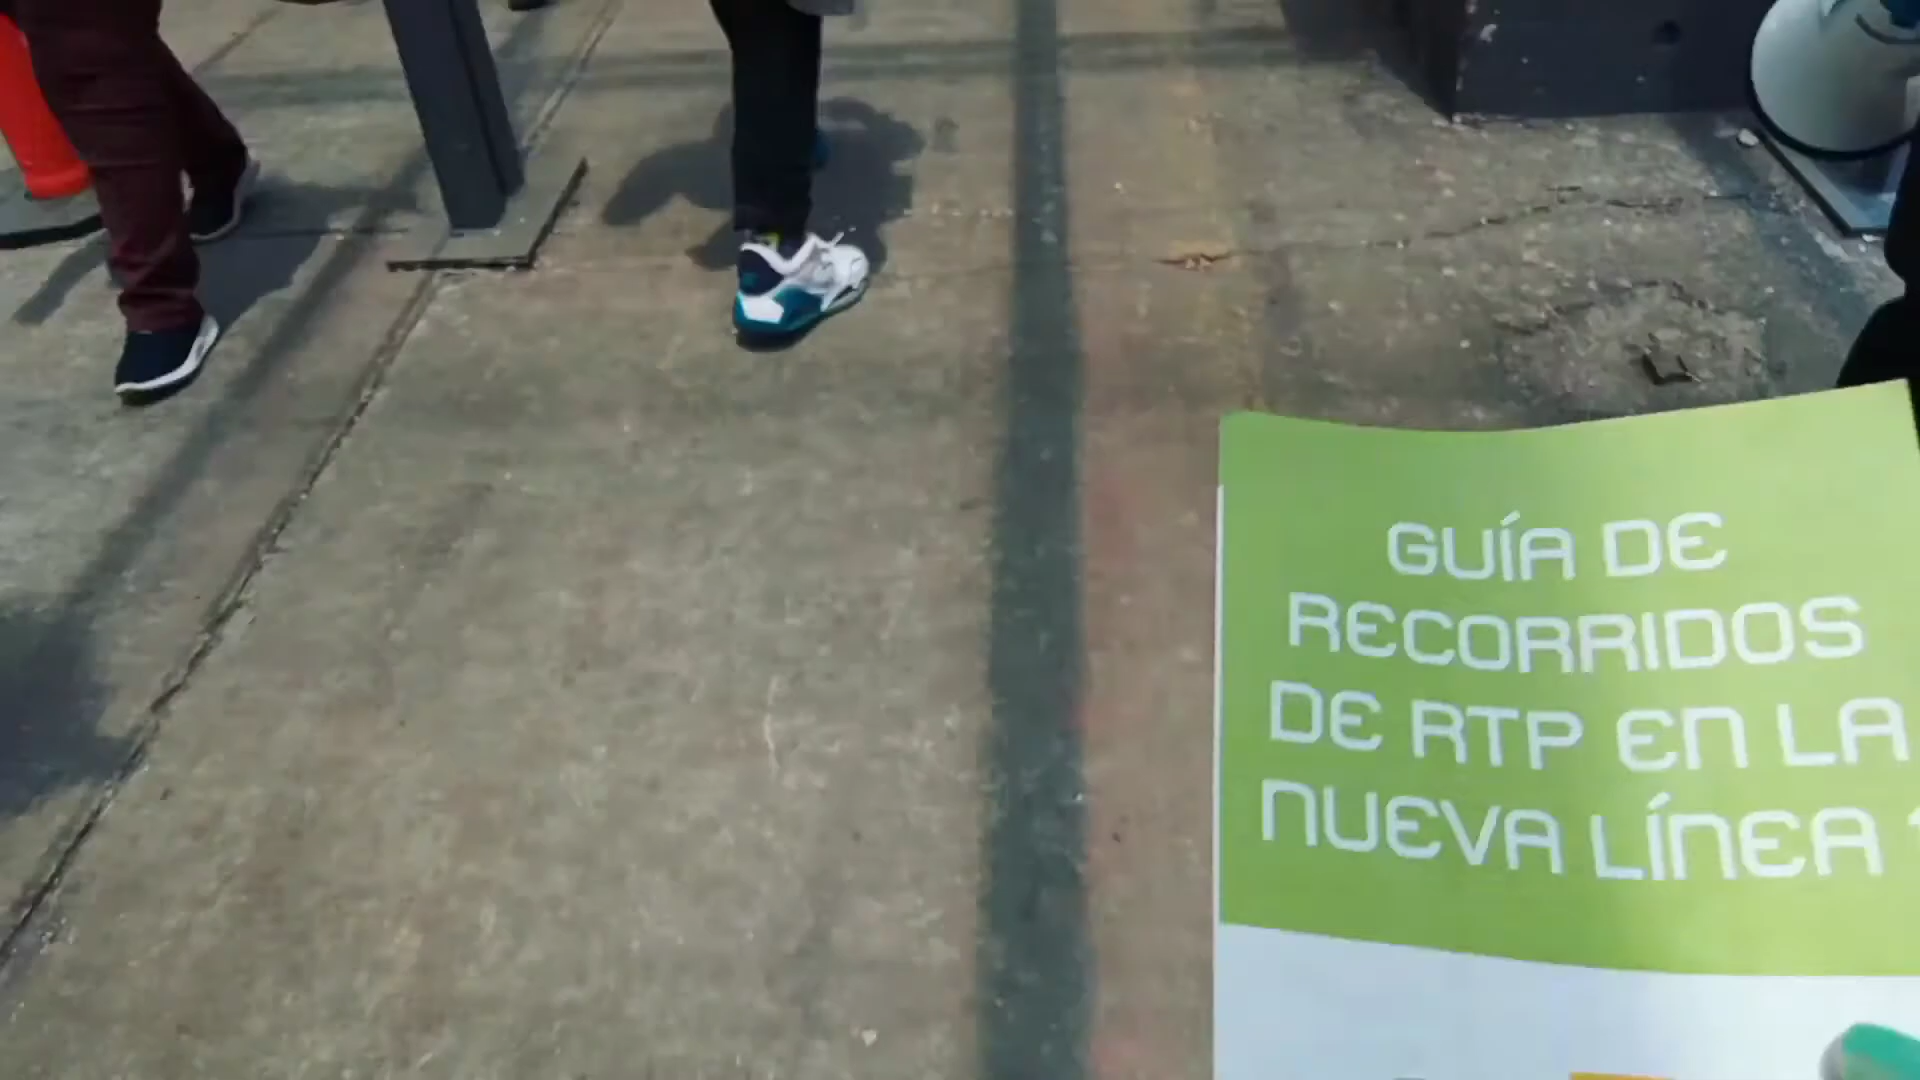 GUÍA DE
RECORRIDOS
DE RTP EN LA
NUEVA LÍNEA